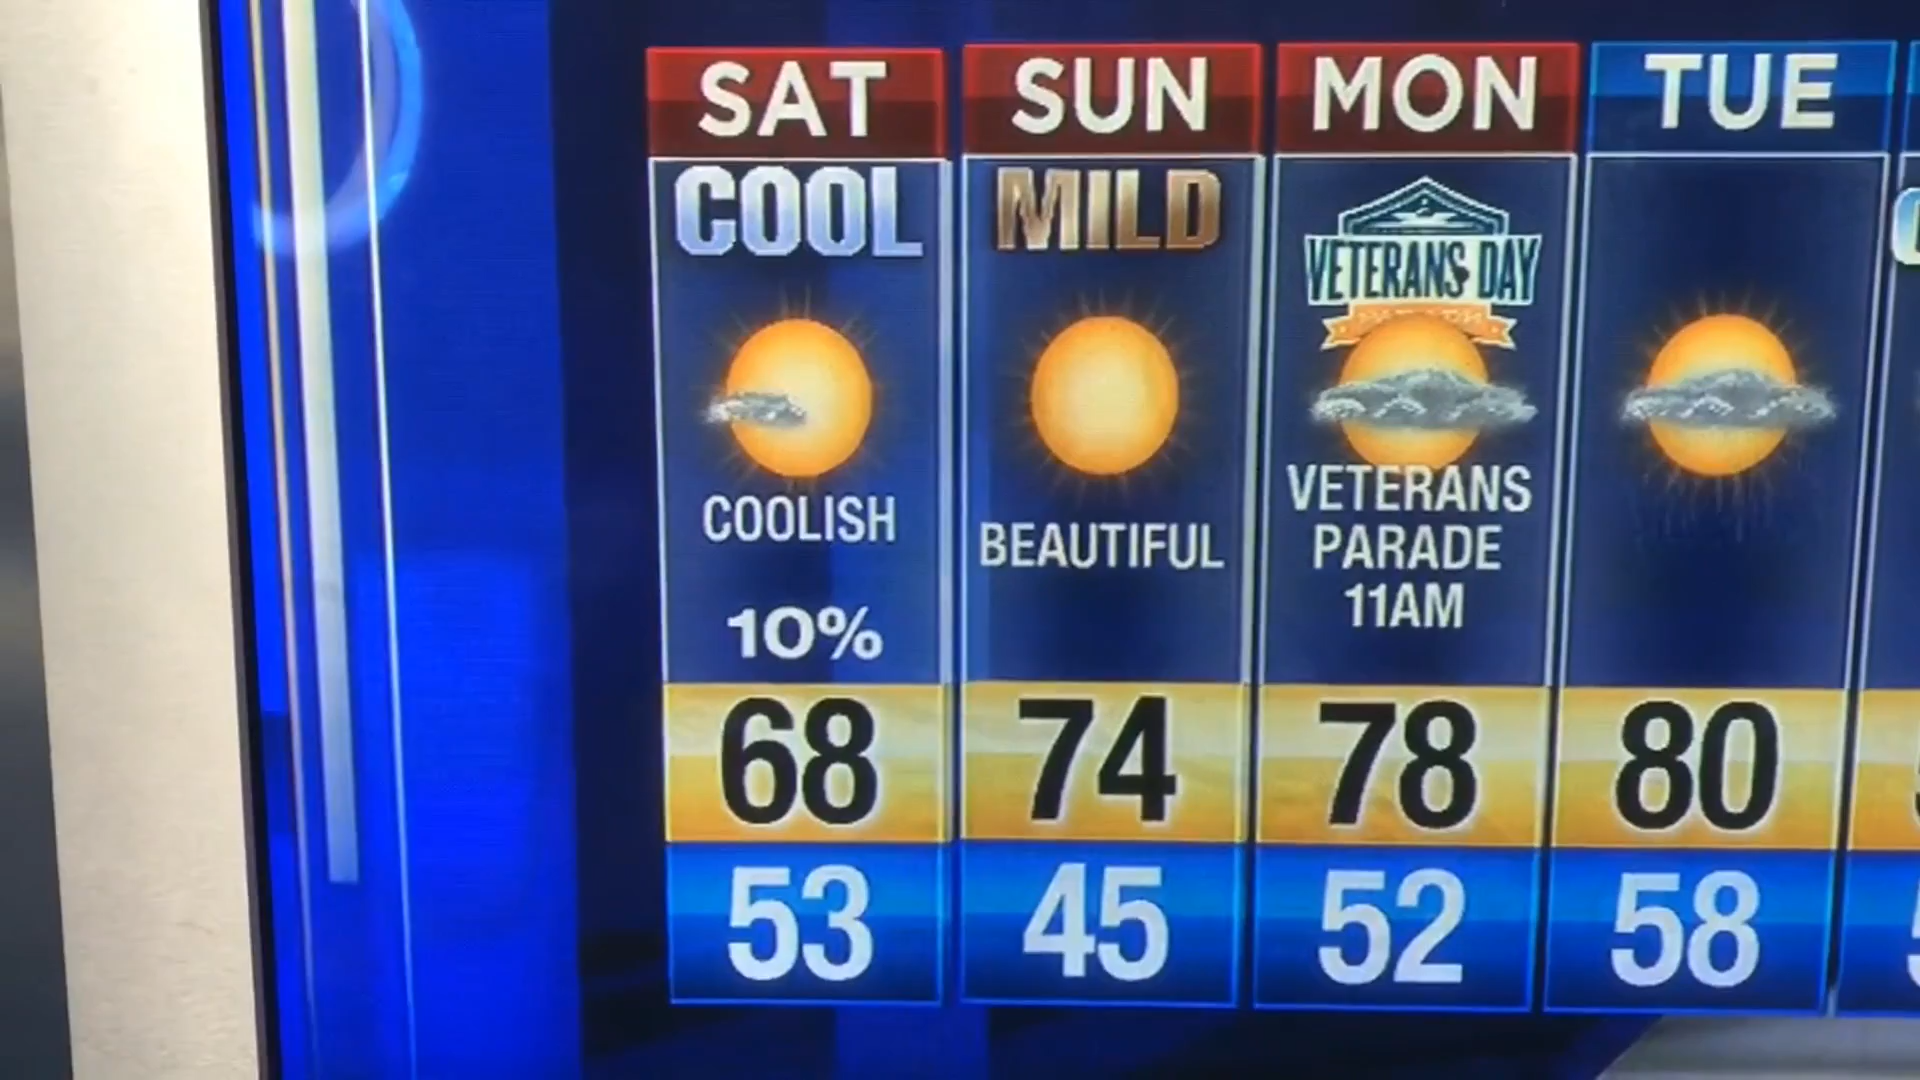 SAT
COOL
COOLISH
10%
68
53
SUN
MILD
BEAUTIFUL
74
45
MON
VETERANS DAY
VETERANS
PARADE
11AM
78
52
TUE
80
58